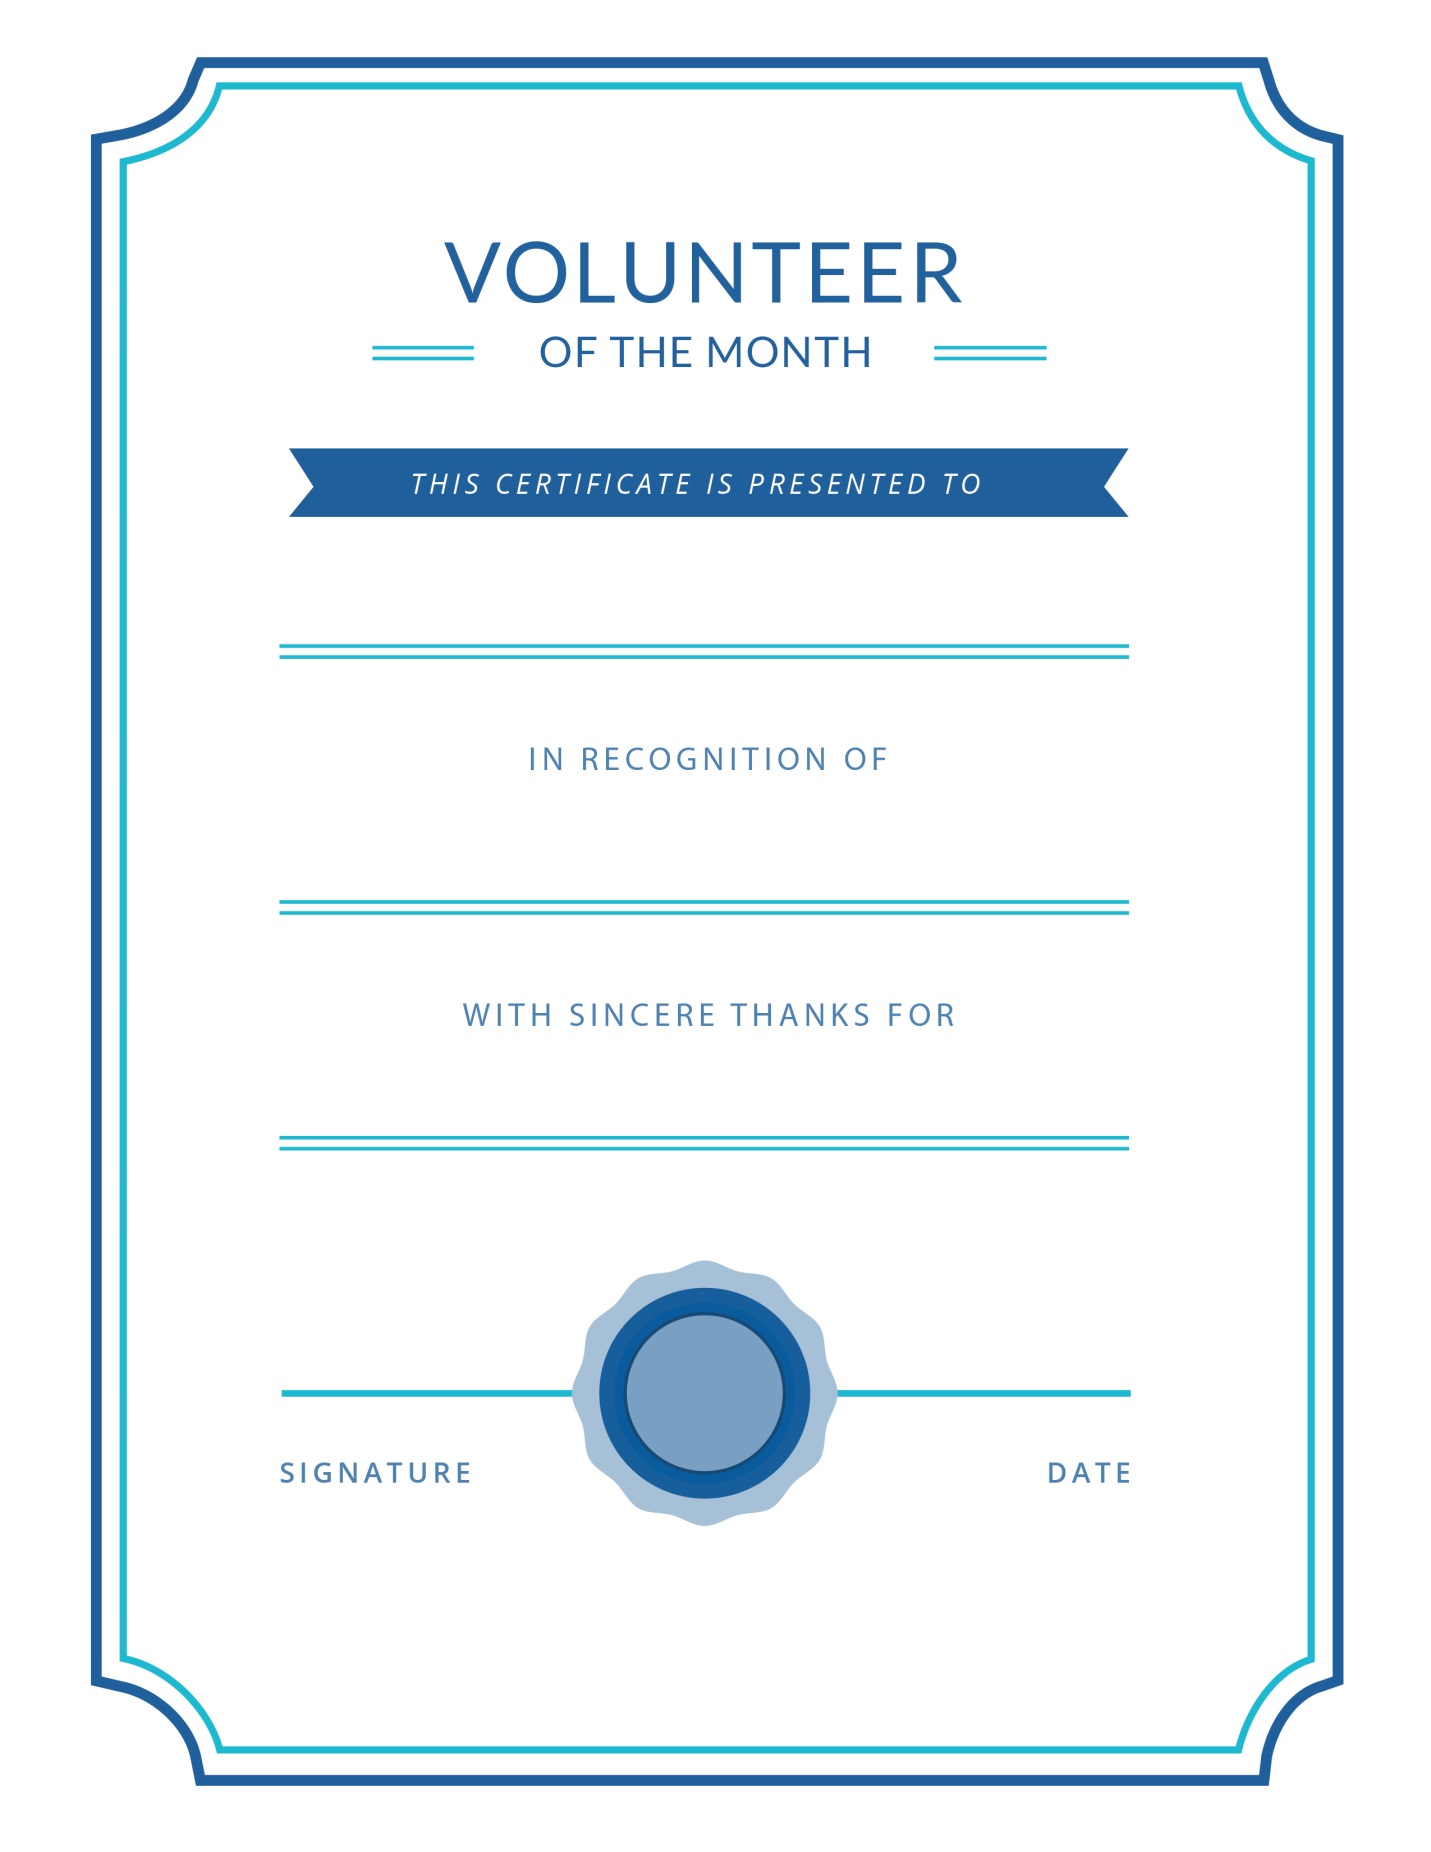 VOLUNTEER
OF THE MONTH
THIS CERTIFICATE IS PRESENTED TO
IN RECOGNITION OF
WITH SINCERE THANKS FOR
SIGNATURE
DATE